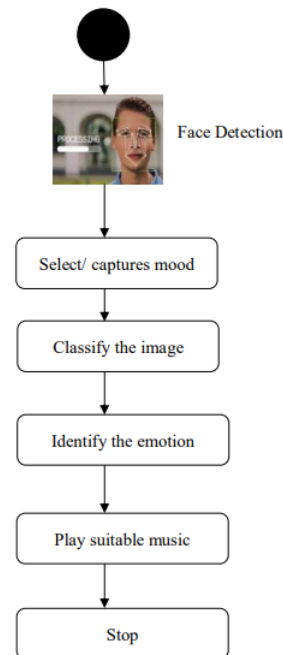 PROCESSING
Face Detection
Select/ captures mood
Classify the image
Identify the emotion
Play suitable music
Stop